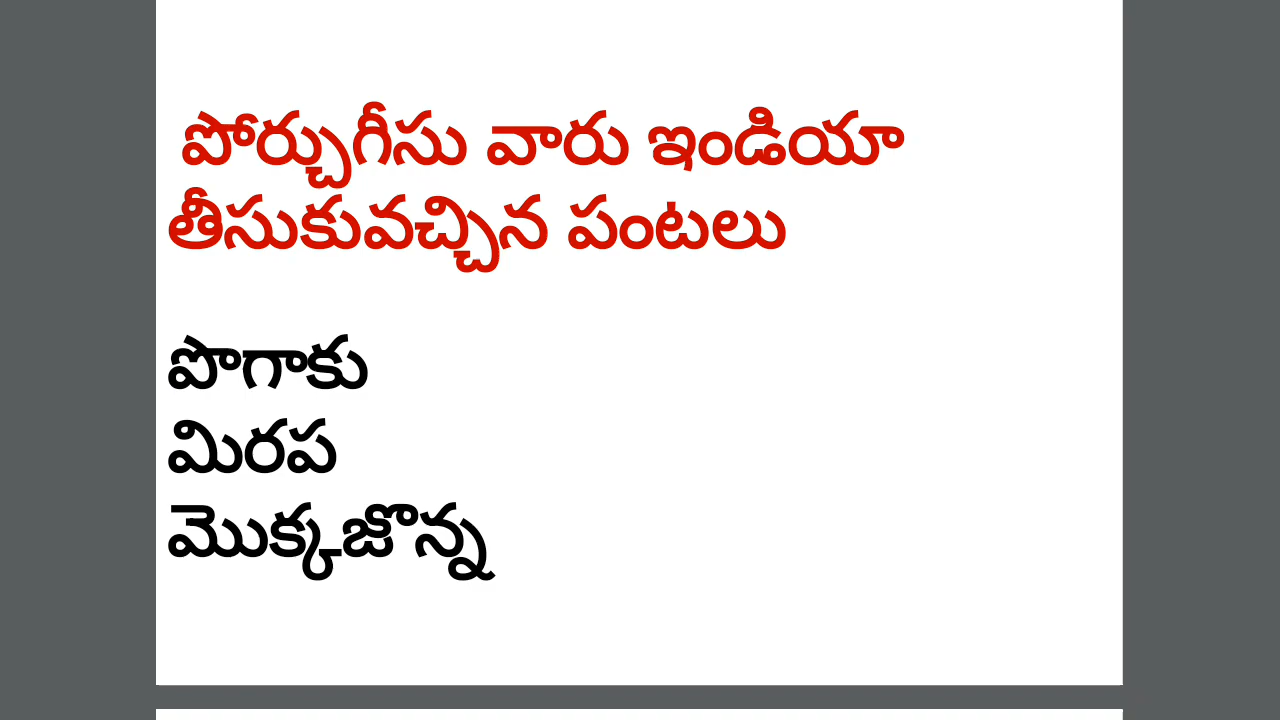 పోర్చుగీసు వారు ఇండియా
తీసుకువచ్చిన పంటలు
పొగాకు
మిరప
మొక్కజొన్న